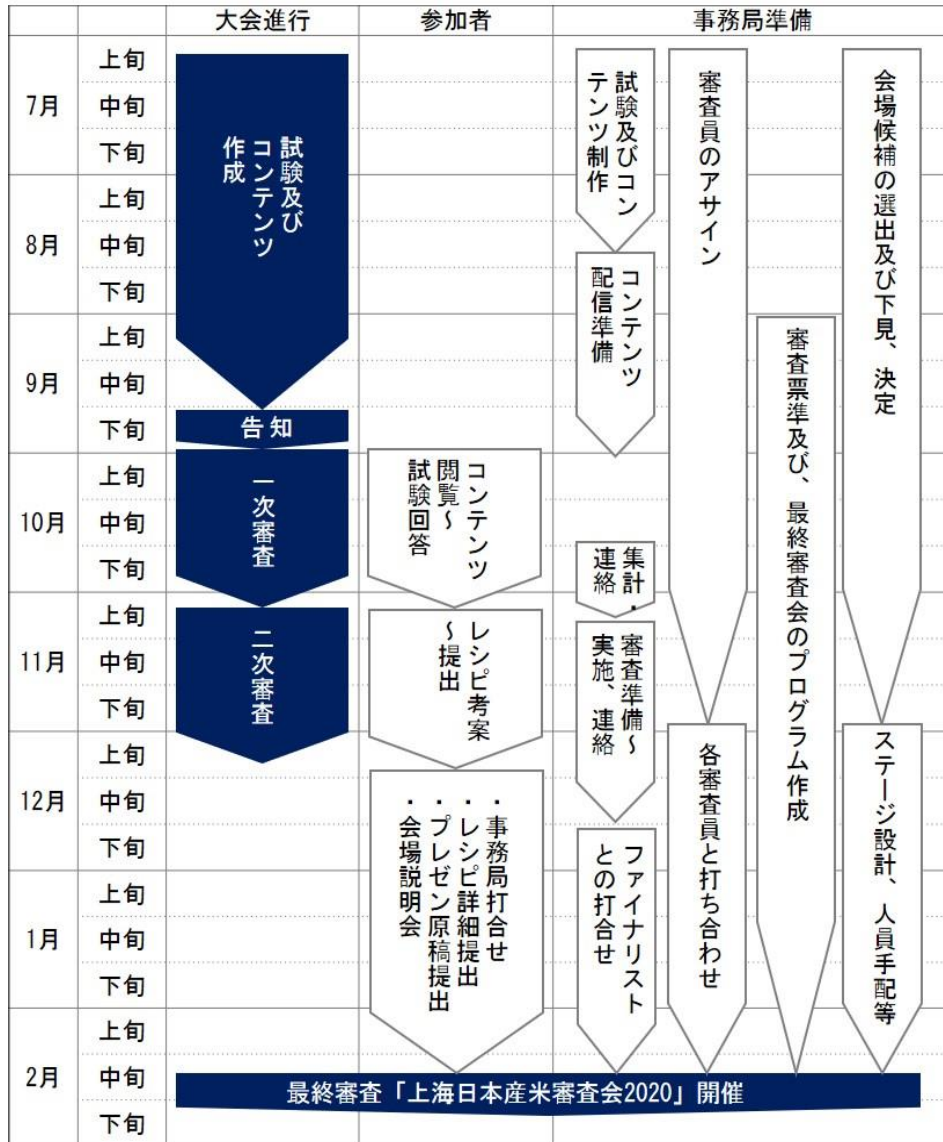 大会進行
参加者
事務局準備
7月
上旬
中旬
下旬
8月
上旬
中旬
下旬
9月
上旬
中旬
下旬
10月
上旬
中旬
下旬
11月
上旬
中旬
下旬
12月
上旬
中旬
下旬
1月
上旬
中旬
下旬
2月
上旬
中旬
下旬
試験及び
コンテンツ
作成
告知
一次審査
二次審査
コンテンツ
閲覧～
試験回答
レシピ考案
～提出
・事務局打合せ
・レシピ詳細提出
・プレゼン原稿提出
・会場説明会
試験及びコン
テンツ制作
コンテンツ
配信準備
集計・
連絡
審査準備～
実施、連絡
ファイナリスト
との打合せ
審査員のアサイン
各審査員と打ち合わせ
審査票準及び、最終審査会のプログラム作成
会場候補の選出及び下見、決定
ステージ設計、人員手配等
最終審査「上海日本産米審査会2020」開催